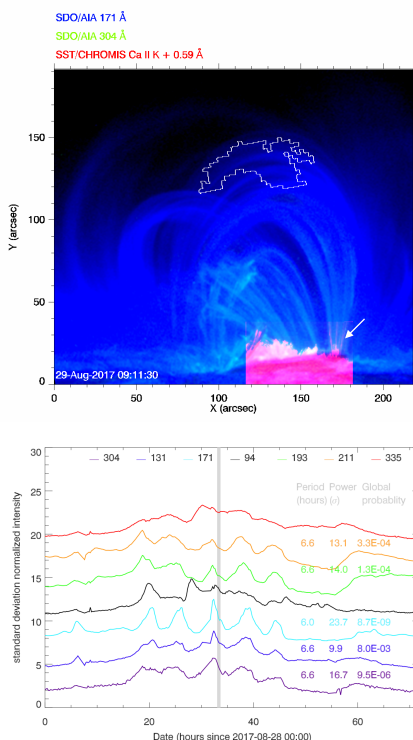 SDO/AIA 171 Å
SDO/AIA 304 Å
SST/CHROMIS Ca II K + 0.59 Å
150
100
50
0
Y (arcsec)
29-Aug-2017 09:11:30
0 50 100 150 200
X (arcsec)
30
25
20
15
10
5
0
standard deviation normalized intensity
304 131 171 94 193 211 335
Period Power Global
(hours) (σ) probablity
6.6 13.1 3.3E-04
6.6 14.0 1.3E-04
6.0 23.7 8.7E-09
6.6 9.9 8.0E-03
6.6 16.7 9.5E-06
0 20 40 60
Date (hours since 2017-08-28 00:00)